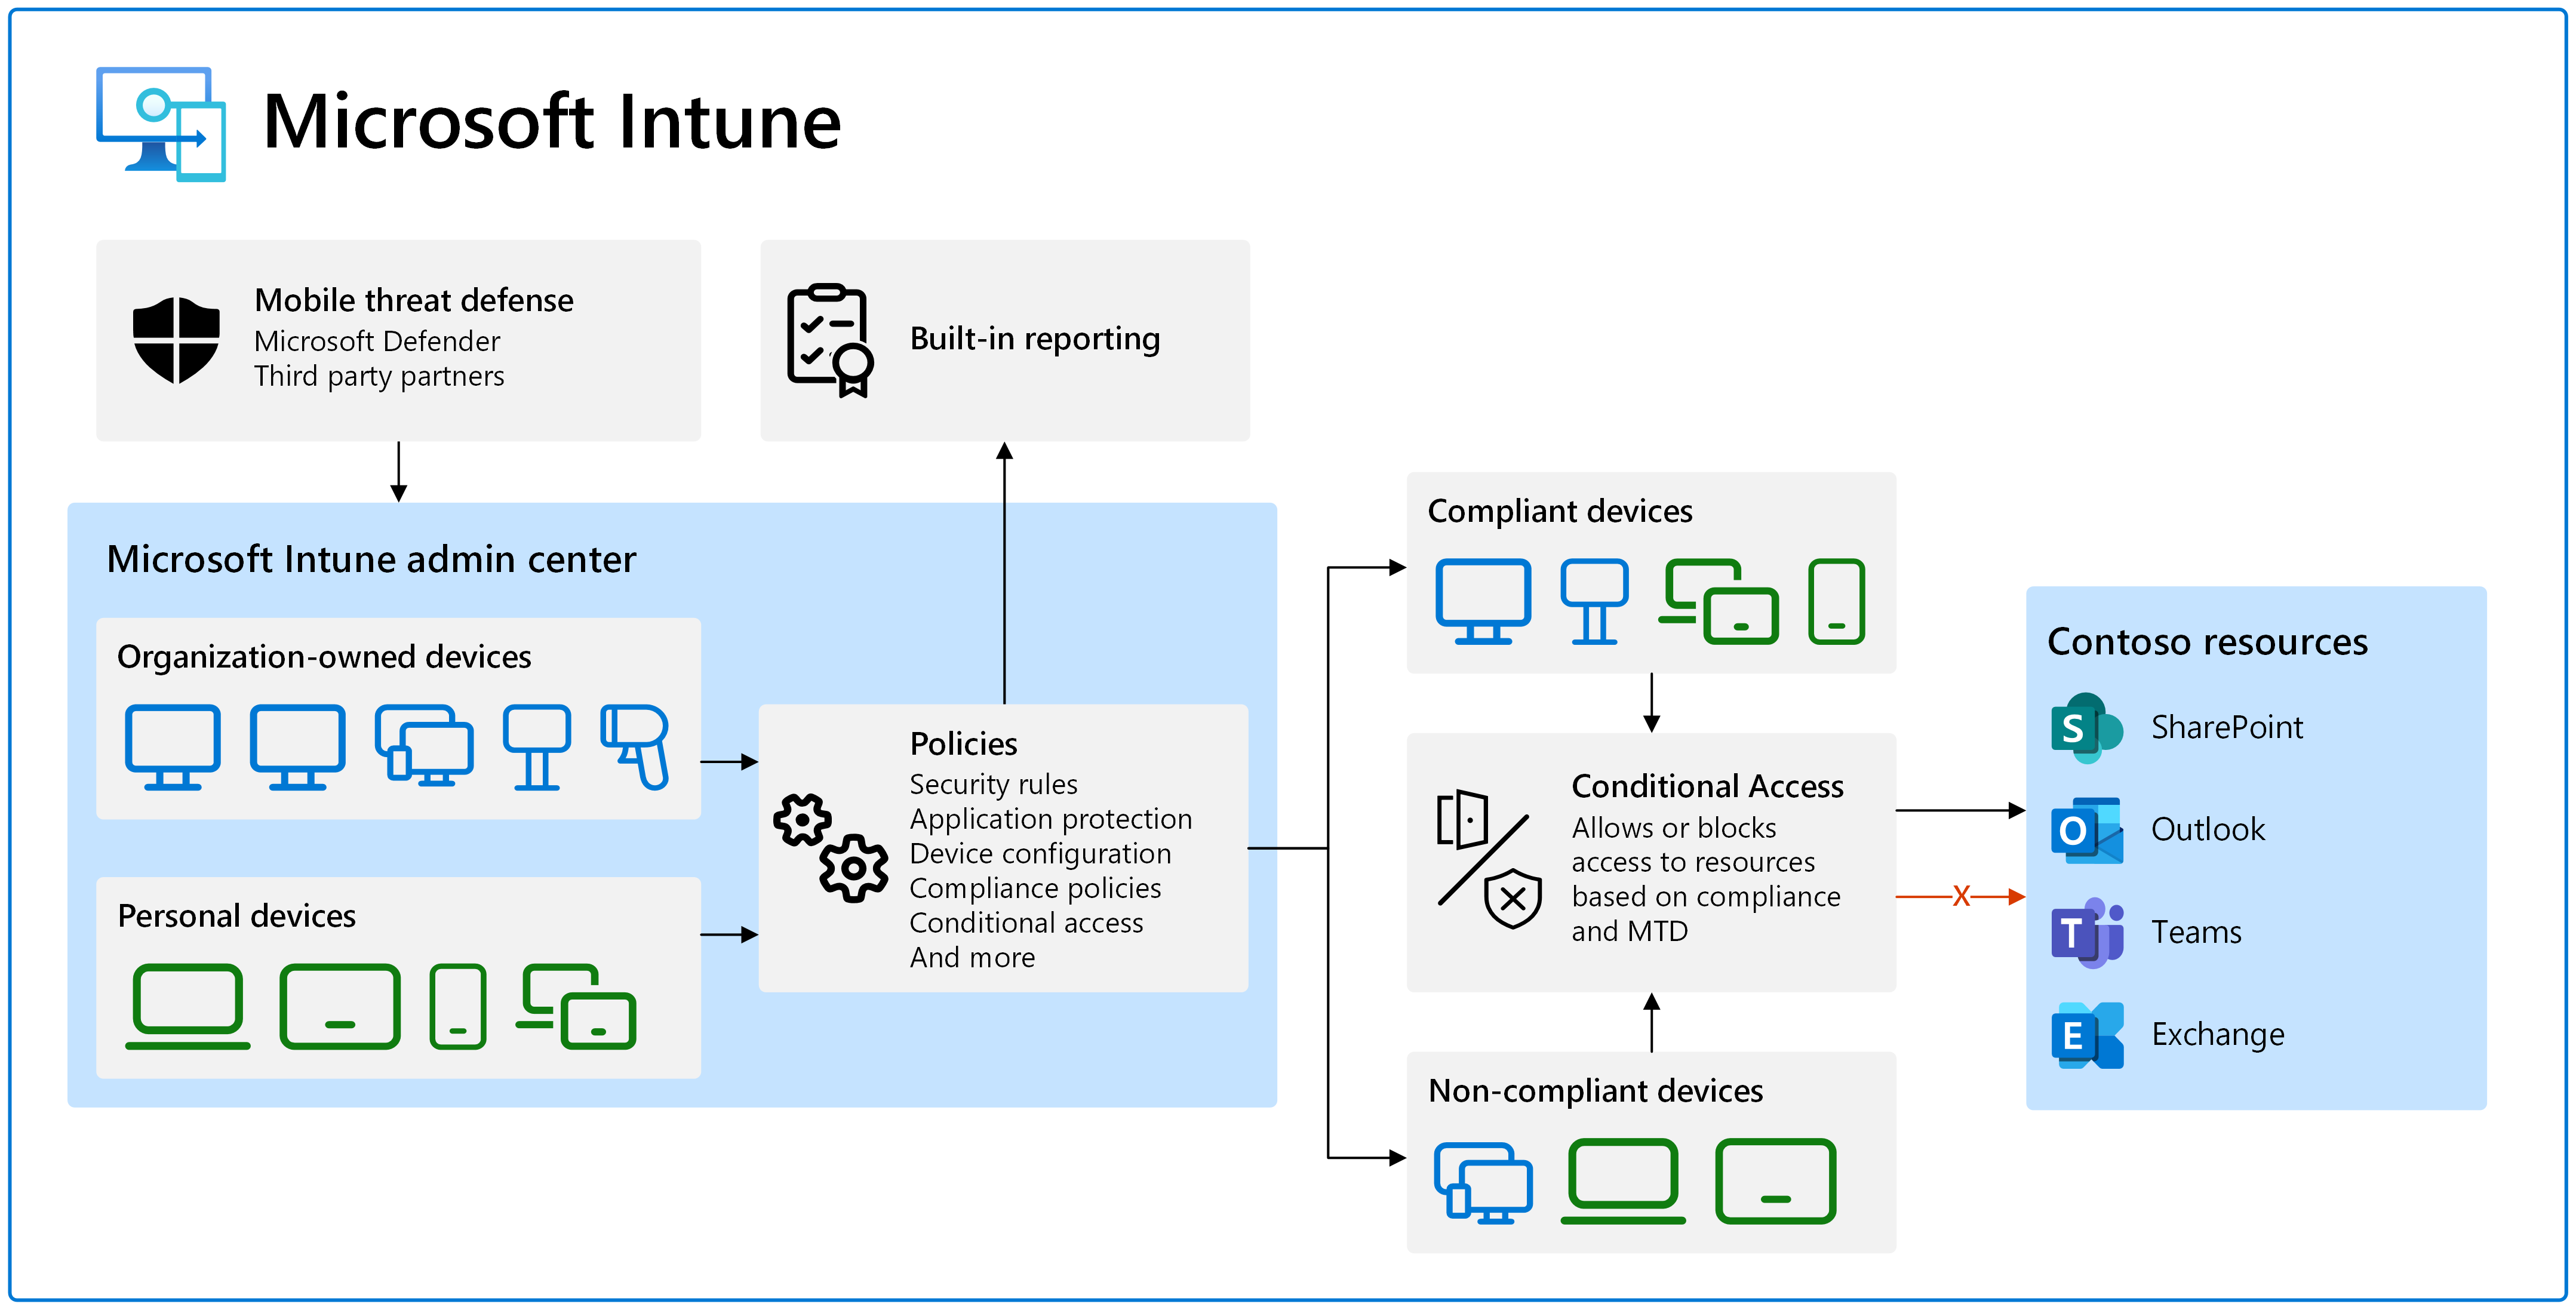 Microsoft Intune
Mobile threat defense
Microsoft Defender
Third party partners
Built-in reporting
Microsoft Intune admin center
Organization-owned devices
Personal devices
Policies
Security rules
Application protection
Device configuration
Compliance policies
Conditional access
And more
Compliant devices
Conditional Access
Allows or blocks
access to resources
based on compliance
and MTD
Non-compliant devices
X
Contoso resources
S SharePoint
O Outlook
T Teams
E Exchange